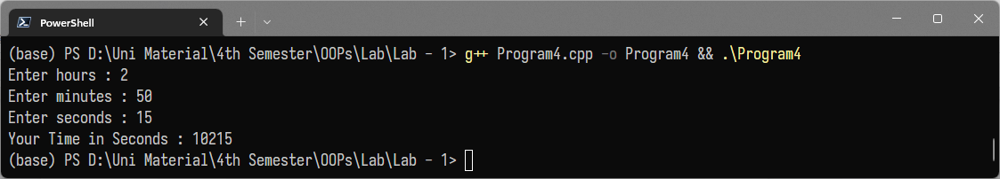 PowerShell
(base) PS D:\Uni Material\4th Semester\OOPs\Lab\Lab - 1> g++ Program4.cpp -o Program4 && .\Program4
Enter hours : 2
Enter minutes : 50
Enter seconds : 15
Your Time in Seconds : 10215
(base) PS D:\Uni Material\4th Semester\OOPs\Lab\Lab - 1>